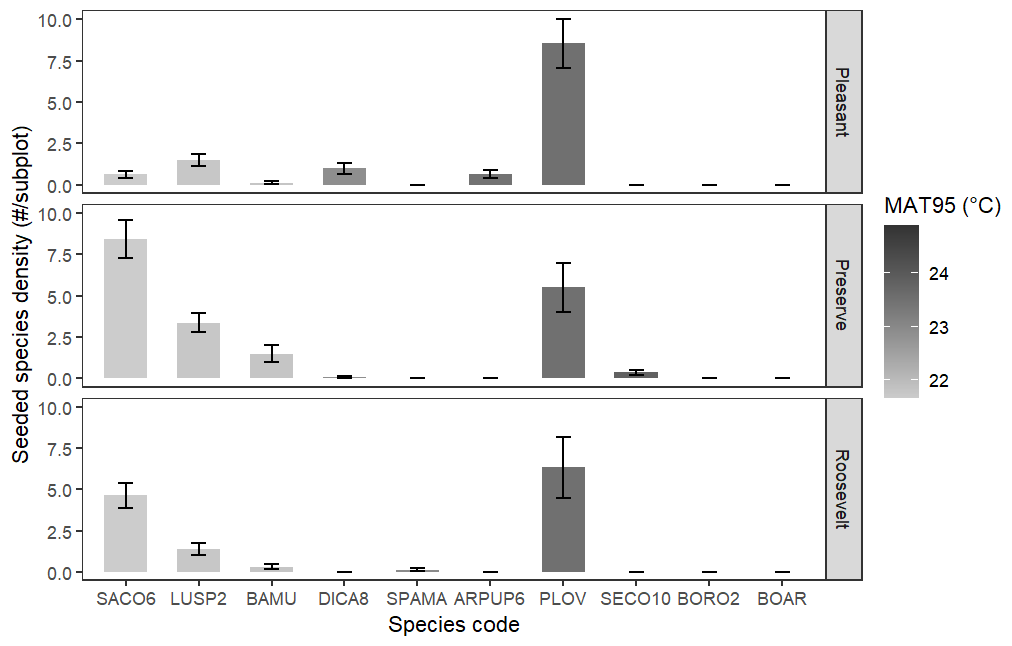 Seeded species density (#/subplot)
10.0
7.5
5.0
2.5
0.0
Pleasant
10.0
7.5
5.0
2.5
0.0
Preserve
10.0
7.5
5.0
2.5
0.0
Roosevelt
SACO6 LUSP2 BAMU DICA8 SPAMA ARPUP6 PLOV SECO10 BORO2 BOAR
Species code
MAT95 (°C)
24
23
22